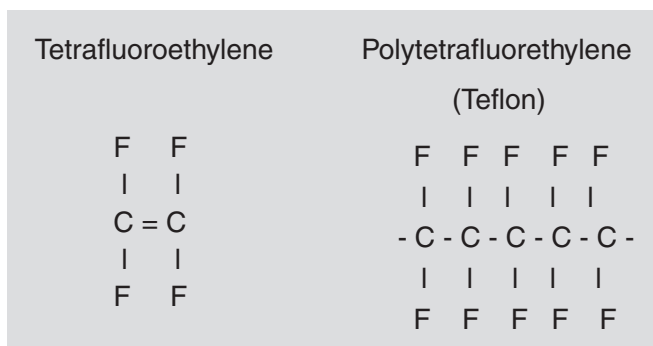 Tetrafluoroethylene
F F
I I
C = C
I I
F F
Polytetrafluorethylene
(Teflon)
F F F F F
I I I I I
- C - C - C - C - C -
I I I I I
F F F F F